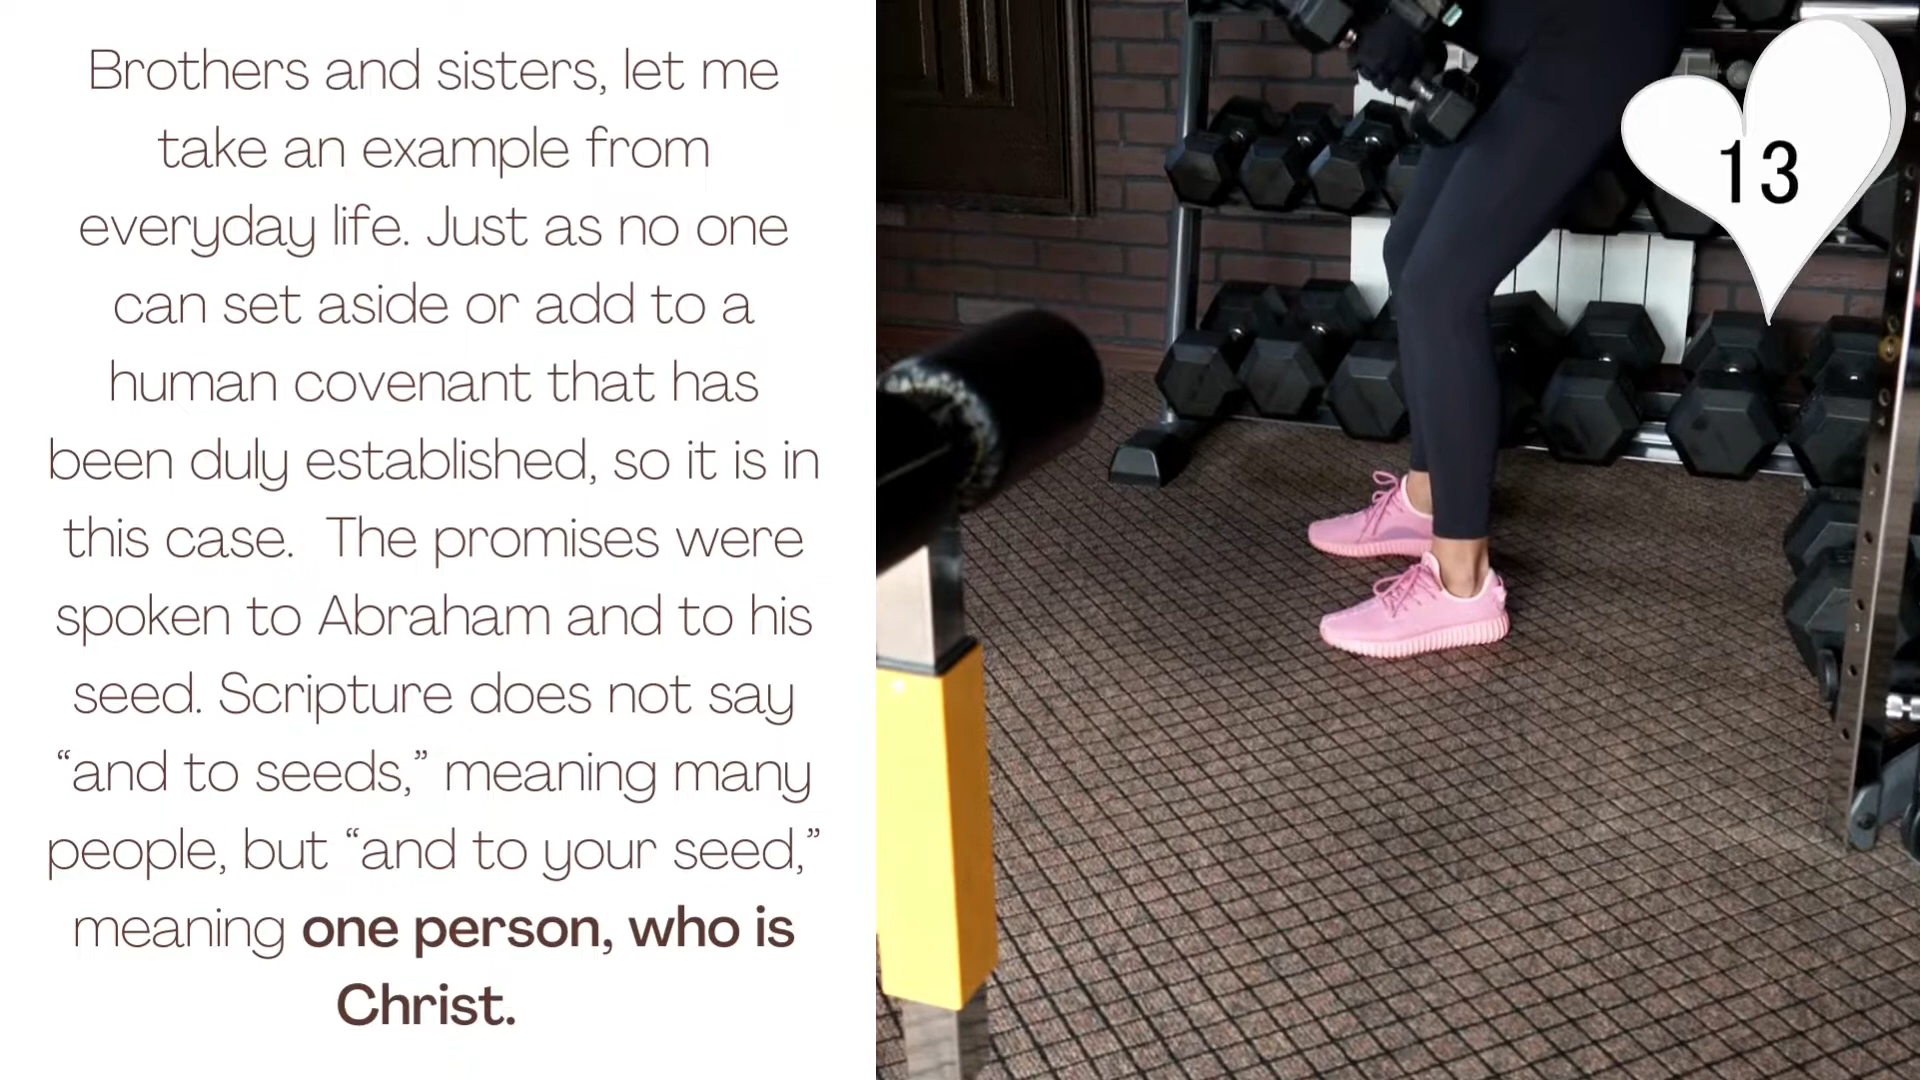 Brothers and sisters, let me
take an example from
everyday life. Just as no one
can set aside or add to a
human covenant that has
been duly established, so it is in
this case.  The promises were
spoken to Abraham and to his
seed. Scripture does not say
“and to seeds,” meaning many
people, but “and to your seed,”
meaning one person, who is
Christ.
13